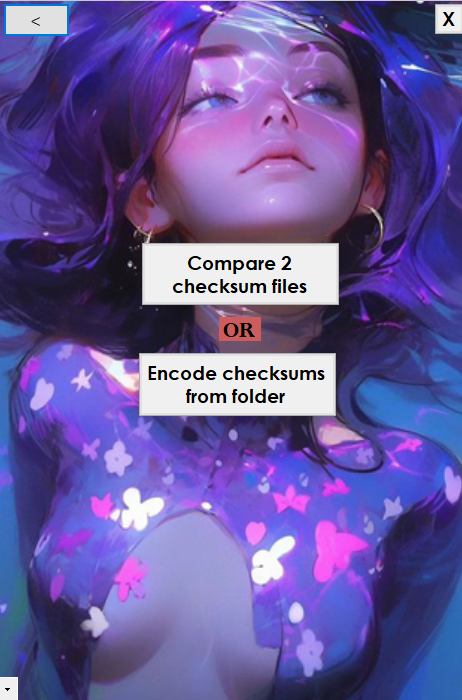 <
X
Compare 2
checksum files
OR
Encode checksums
from folder